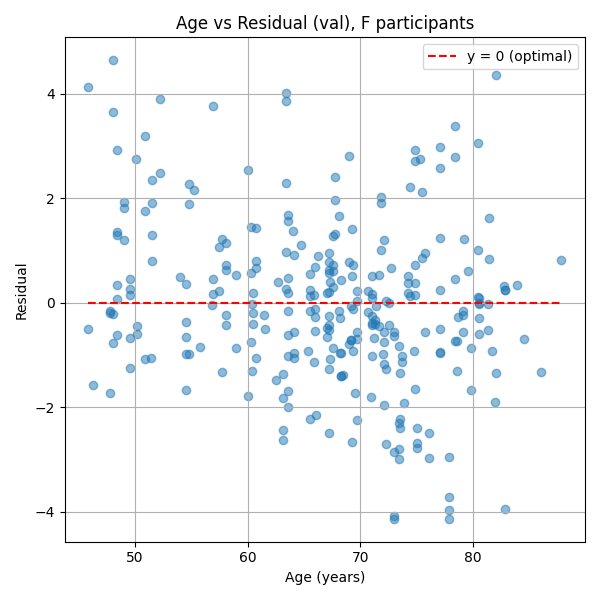 Age vs Residual (val), F participants
y = 0 (optimal)
4
2
0
−2
−4
Residual
50 60 70 80
Age (years)